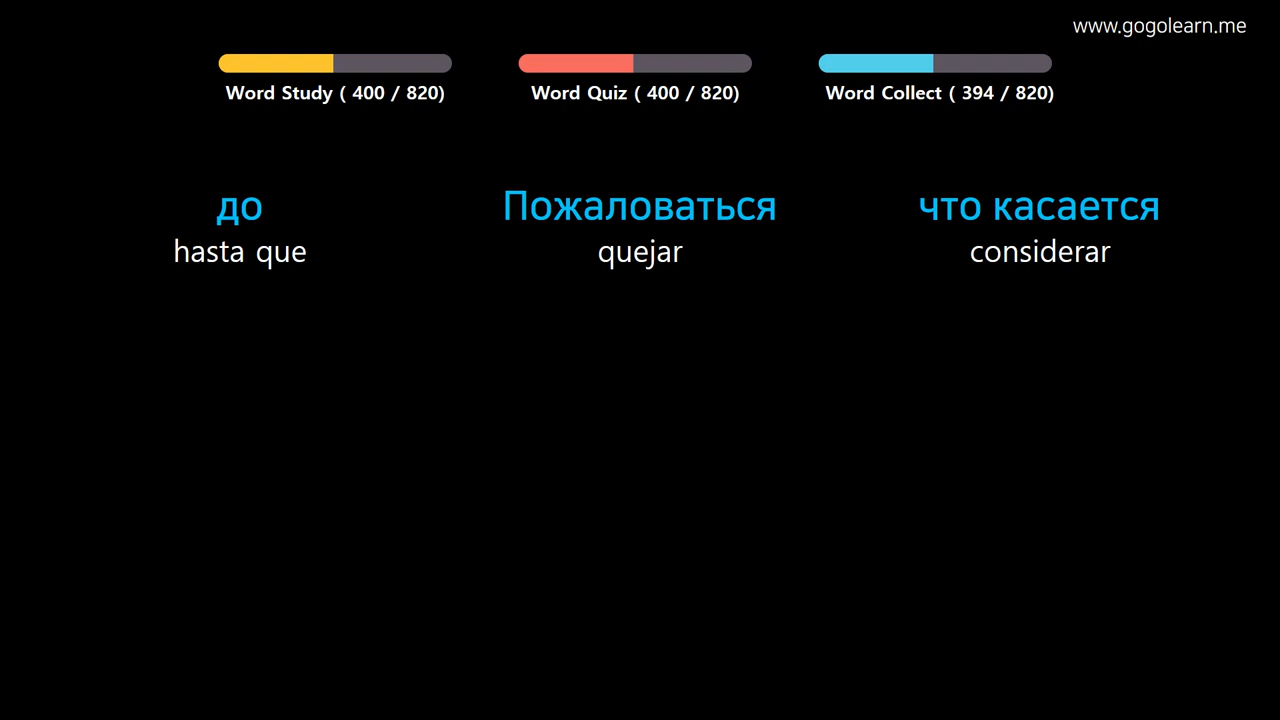 www.gogolearn.me
Word Study ( 400 / 820)
Word Quiz ( 400 / 820)
Word Collect ( 394 / 820)
до
hasta que
Пожаловаться
quejar
что касается
considerar